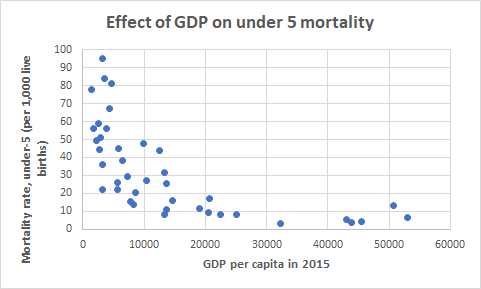 Effect of GDP on under 5 mortality
Mortality rate, under-5 (per 1,000 live
births)
100
90
80
70
60
50
40
30
20
10
0
0 10000 20000 30000 40000 50000 60000
GDP per capita in 2015